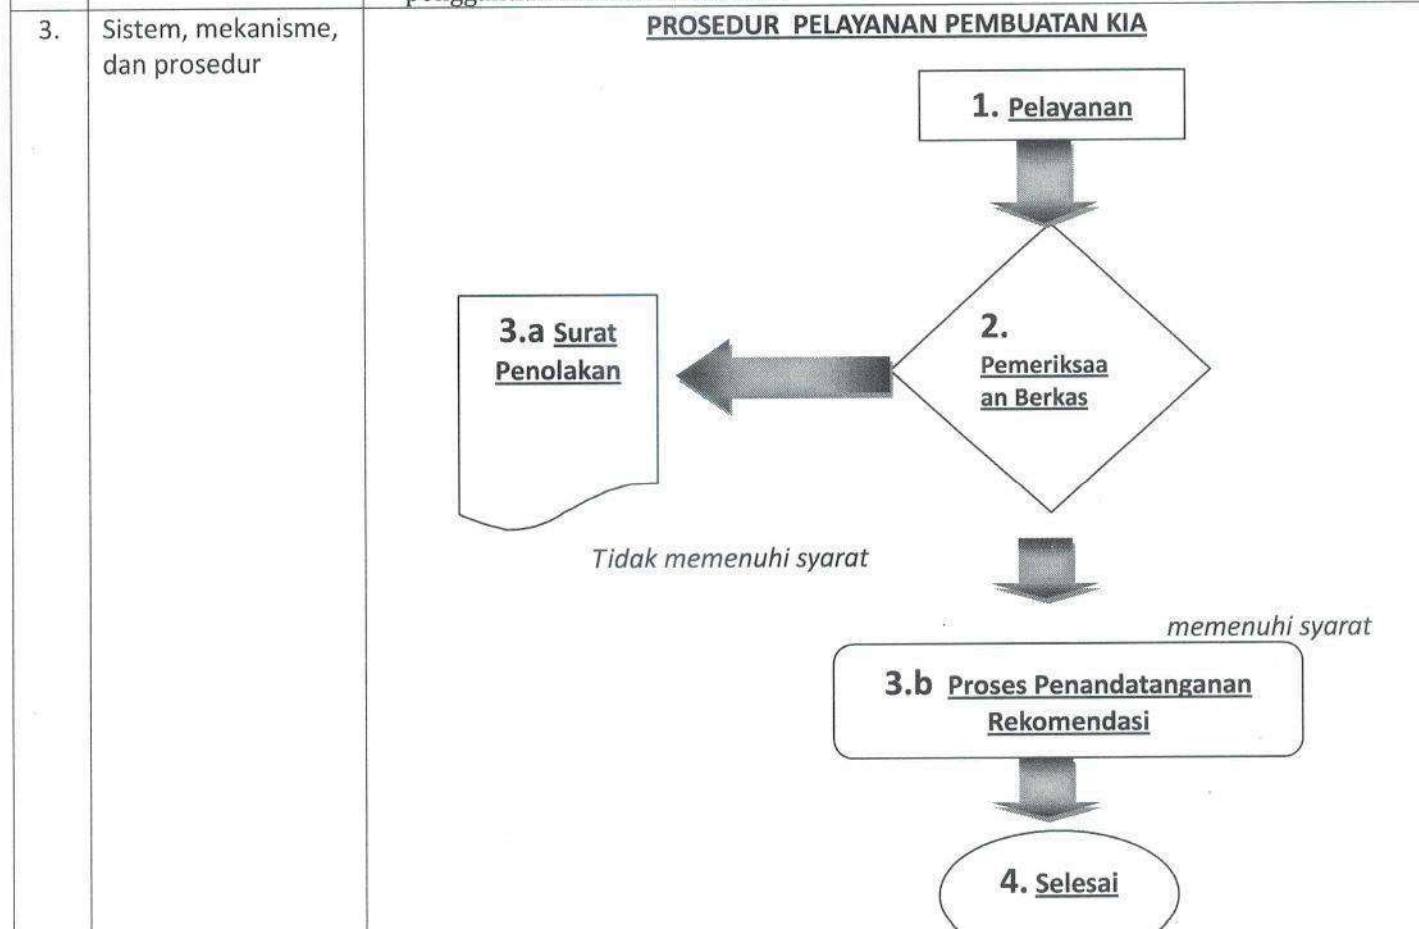 3.
Sistem, mekanisme,
dan prosedur
PROSEDUR PELAYANAN PEMBUATAN KIA
1. Pelayanan
2.
Pemeriksaa
an Berkas
3.a Surat
Penolakan
Tidak memenuhi syarat
memenuhi syarat
3.b Proses Penandatanganan
Rekomendasi
4. Selesai